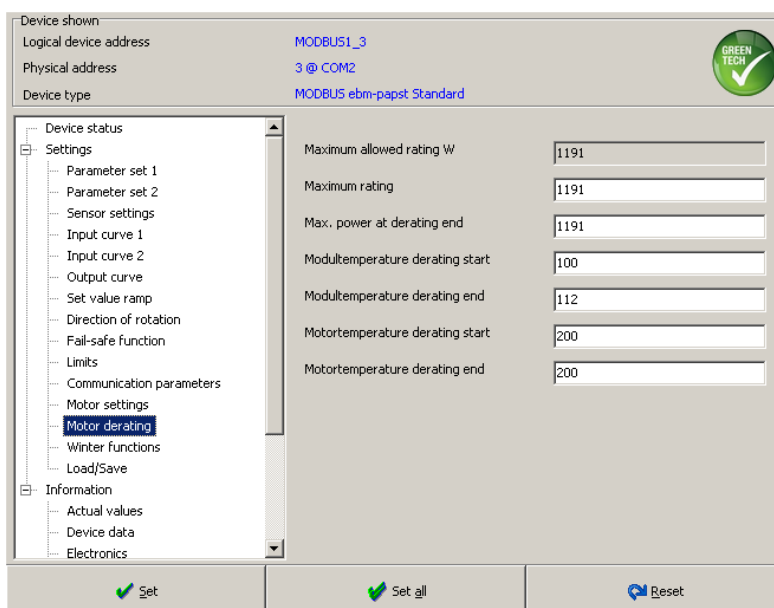 Device shown
Logical device address MODBUS1_3
Physical address 3 @ COM2
Device type MODBUS ebm-papst Standard
GREEN
TECH
Device status
Settings
Parameter set 1
Parameter set 2
Sensor settings
Input curve 1
Input curve 2
Output curve
Set value ramp
Direction of rotation
Fail-safe function
Limits
Communication parameters
Motor settings
Motor derating
Winter functions
Load/Save
Information
Actual values
Device data
Electronics
Maximum allowed rating W 1191
Maximum rating 1191
Max. power at derating end 1191
Modultemperature derating start 100
Modultemperature derating end 112
Motortemperature derating start 200
Motortemperature derating end 200
Set
Set all
Reset